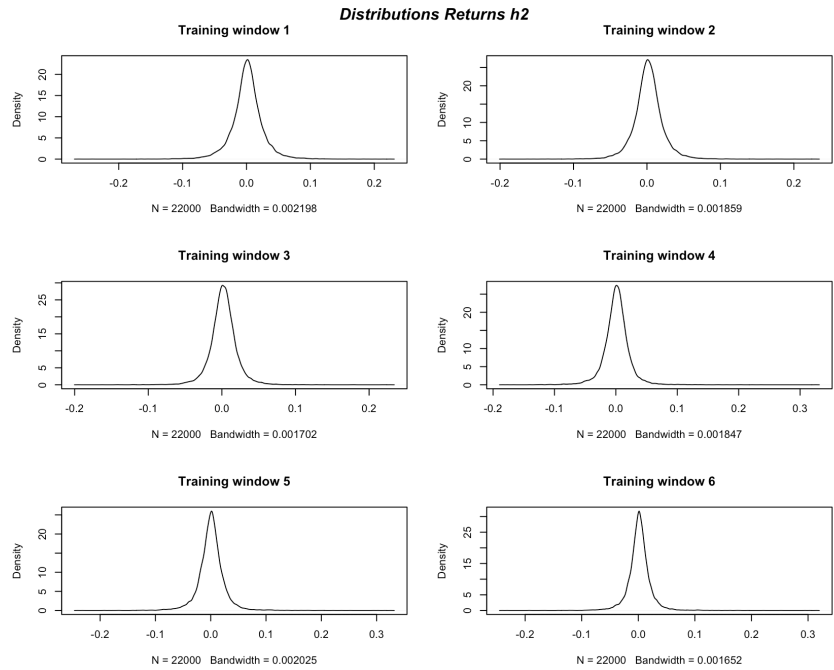 Distributions Returns h2
Training window 1
Training window 2
Density
0 5 10 15 20
-0.2 -0.1 0.0 0.1 0.2
N = 22000 Bandwidth = 0.002198
Density
0 5 10 20
-0.2 -0.1 0.0 0.1 0.2
N = 22000 Bandwidth = 0.001859
Training window 3
Training window 4
Density
0 5 15 25
-0.2 -0.1 0.0 0.1 0.2
N = 22000 Bandwidth = 0.001702
Density
0 5 10 20
-0.2 -0.1 0.0 0.1 0.2 0.3
N = 22000 Bandwidth = 0.001847
Training window 5
Training window 6
Density
0 5 10 20
-0.2 -0.1 0.0 0.1 0.2 0.3
N = 22000 Bandwidth = 0.002025
Density
0 5 15 25
-0.2 -0.1 0.0 0.1 0.2 0.3
N = 22000 Bandwidth = 0.001652